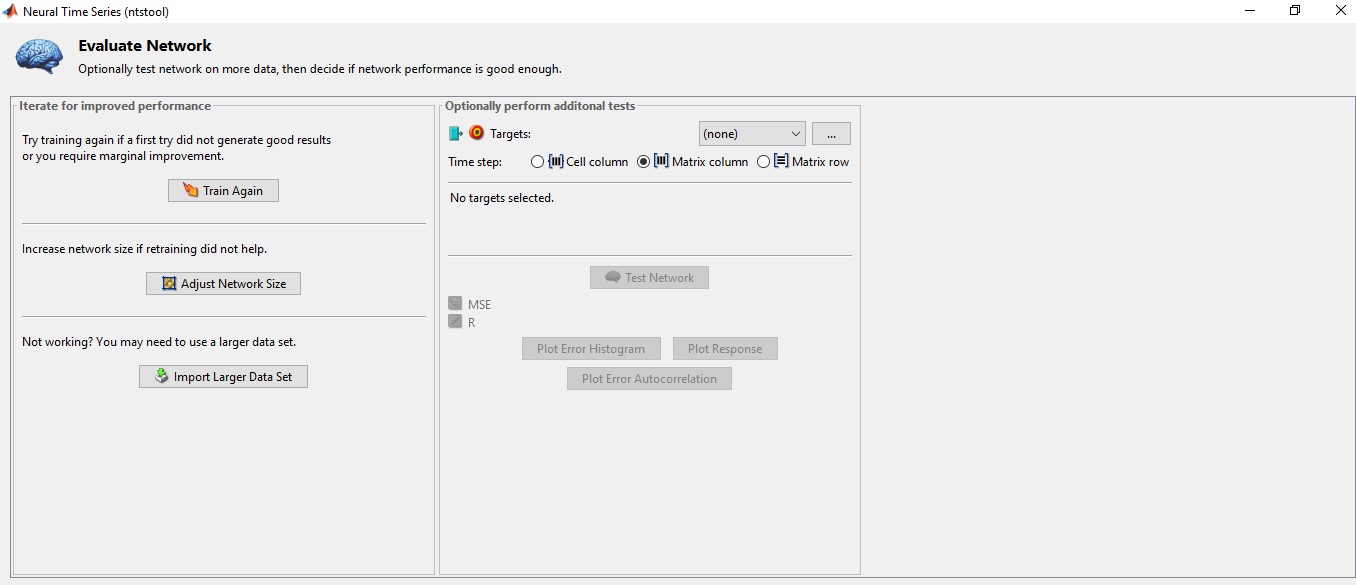 Neural Time Series (ntstool)
Evaluate Network
Optionally test network on more data, then decide if network performance is good enough.
Iterate for improved performance
Try training again if a first try did not generate good results
or you require marginal improvement.
Train Again
Increase network size if retraining did not help.
Adjust Network Size
Not working? You may need to use a larger data set.
Import Larger Data Set
Optionally perform additonal tests
Targets: (none) ...
Time step: Cell column Matrix column Matrix row
No targets selected.
Test Network
MSE
R
Plot Error Histogram Plot Response
Plot Error Autocorrelation